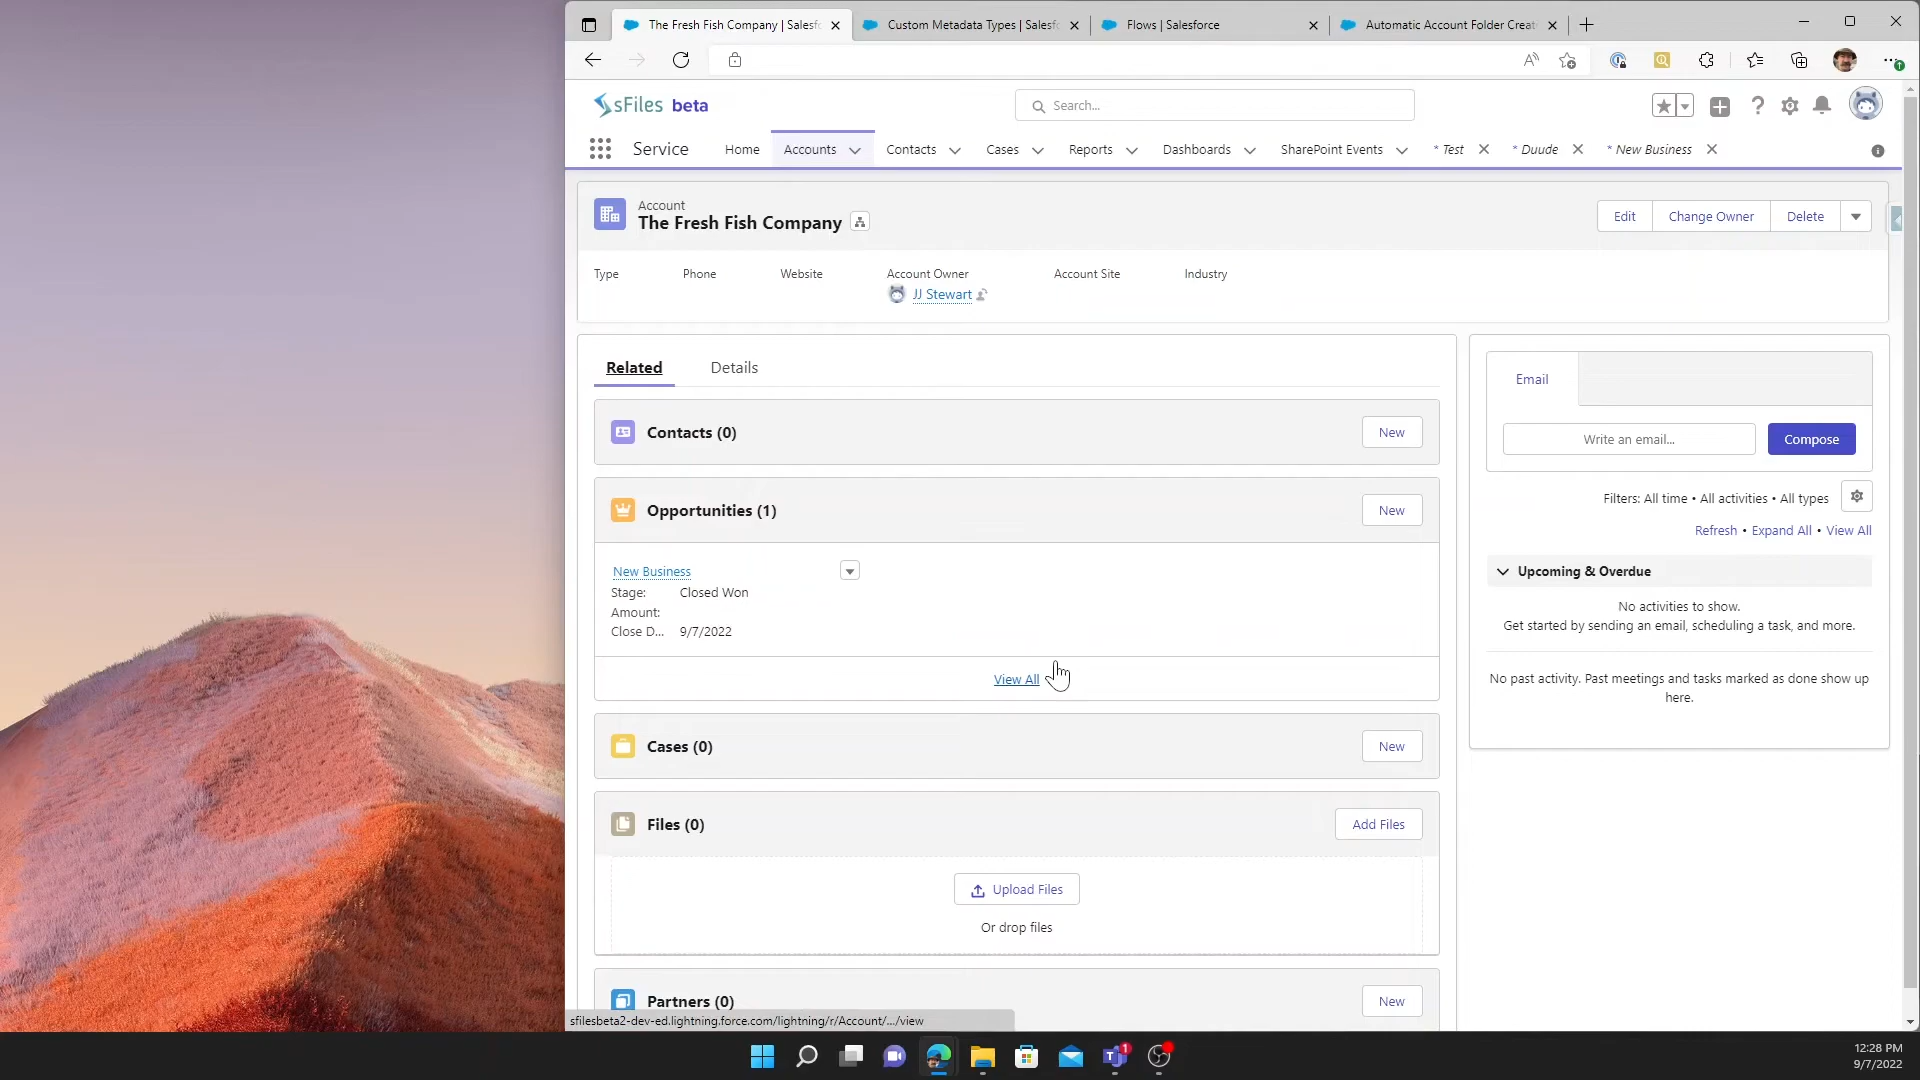 The Fresh Fish Company | Salesfo
Custom Metadata Types | Salesfo
Flows | Salesforce
Automatic Account Folder Creat
sFiles beta
Search...
Service
Home
Accounts
Contacts
Cases
Reports
Dashboards
SharePoint Events
* Test
* Duude
* New Business
Account
The Fresh Fish Company
Edit
Change Owner
Delete
Type
Phone
Website
Account Owner
Account Site
Industry
JJ Stewart
Related
Details
Contacts (0)
New
Opportunities (1)
New
New Business
Stage: Closed Won
Amount:
Close D... 9/7/2022
View All
Cases (0)
New
Files (0)
Add Files
Upload Files
Or drop files
Partners (0)
New
Email
Write an email...
Compose
Filters: All time • All activities • All types
Refresh • Expand All • View All
Upcoming & Overdue
No activities to show.
Get started by sending an email, scheduling a task, and more.
No past activity. Past meetings and tasks marked as done show up
here.
sfilesbeta2-dev-ed.lightning.force.com/lightning/r/Account/.../view
1
12:28 PM
9/7/2022